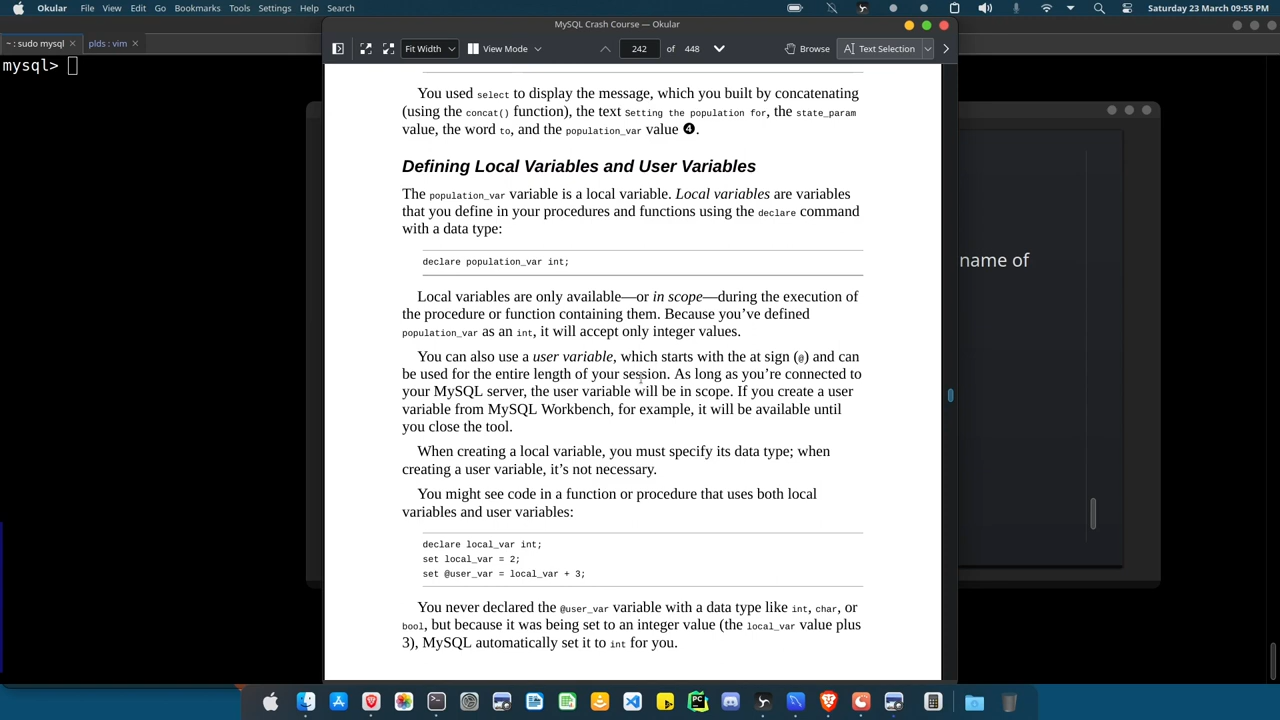 Okular File View Edit Go Bookmarks Tools Settings Help Search Saturday 23 March 09:55 PM
MySQL Crash Course — Okular
~ : sudo mysql × plds : vim ×
Fit Width View Mode 242 of 448 Browse Text Selection
mysql>
You used select to display the message, which you built by concatenating
(using the concat() function), the text Setting the population for, the state_param
value, the word to, and the population_var value ❹.
Defining Local Variables and User Variables
The population_var variable is a local variable. Local variables are variables
that you define in your procedures and functions using the declare command
with a data type:
name of
declare population_var int;
Local variables are only available—or in scope—during the execution of
the procedure or function containing them. Because you’ve defined
population_var as an int, it will accept only integer values.
You can also use a user variable, which starts with the at sign (@) and can
be used for the entire length of your session. As long as you’re connected to
your MySQL server, the user variable will be in scope. If you create a user
variable from MySQL Workbench, for example, it will be available until
you close the tool.
When creating a local variable, you must specify its data type; when
creating a user variable, it’s not necessary.
You might see code in a function or procedure that uses both local
variables and user variables:
declare local_var int;
set local_var = 2;
set @user_var = local_var + 3;
You never declared the @user_var variable with a data type like int, char, or
bool, but because it was being set to an integer value (the local_var value plus
3), MySQL automatically set it to int for you.
PC